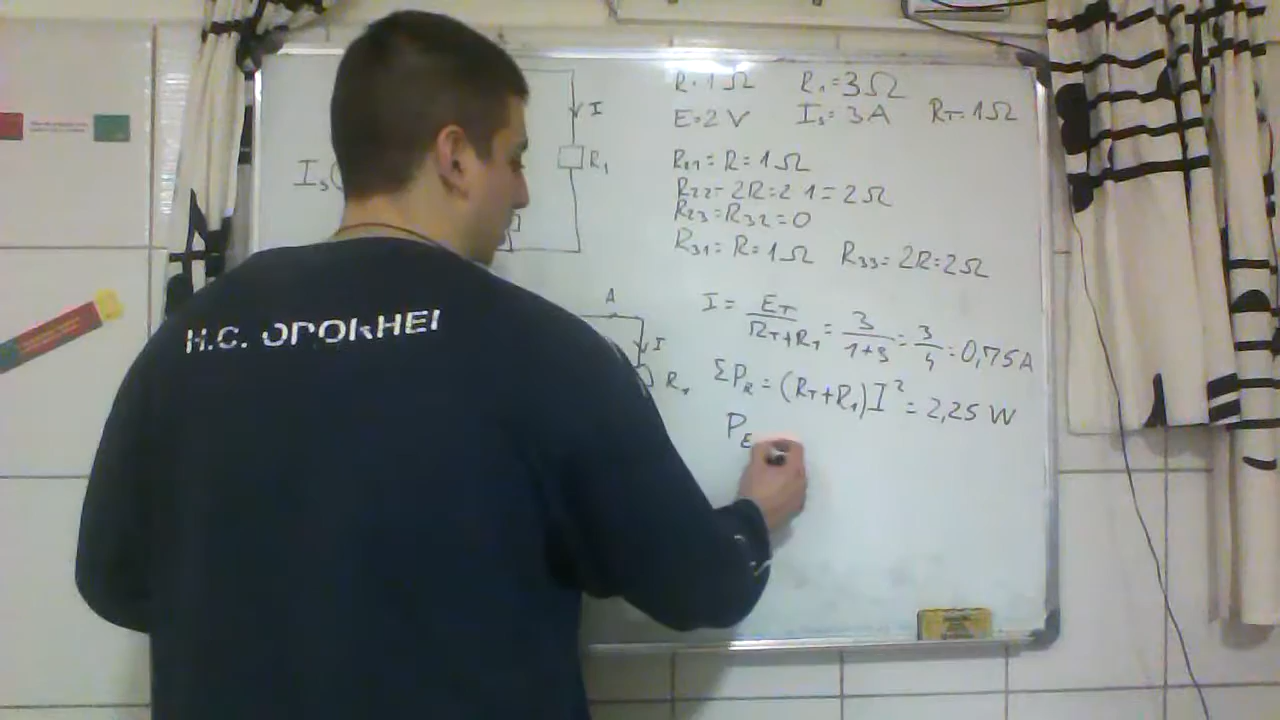 R=1Ω R₁=3Ω
E=2V Iₛ=3A R_T=1Ω
R₂₁=R=1Ω
R₂₂=2R=2·1=2Ω
R₂₃=R₃₂=0
R₃₁=R=1Ω R₃₃=2R=2Ω
I = E_T/(R_T+R₁) = 3/(1+3) = 3/4 = 0,75A
ΣP_R = (R_T+R₁)I² = 2,25 W
P_E
Iₛ
I
R₁
A
I
R₁
H.C.